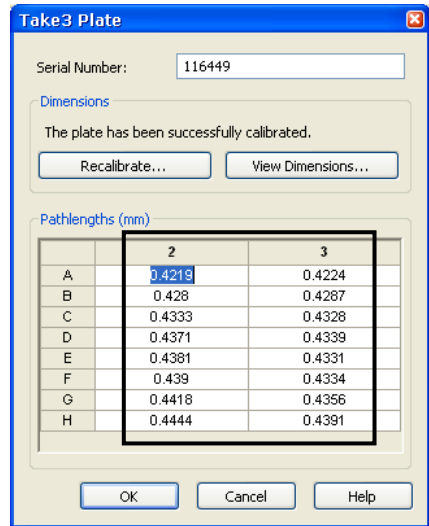 Take3 Plate
Serial Number: 116449
Dimensions
The plate has been successfully calibrated.
Recalibrate... View Dimensions...
Pathlengths (mm)
2 3
A 0.4219 0.4224
B 0.428 0.4287
C 0.4333 0.4328
D 0.4371 0.4339
E 0.4381 0.4331
F 0.439 0.4334
G 0.4418 0.4356
H 0.4444 0.4391
OK Cancel Help